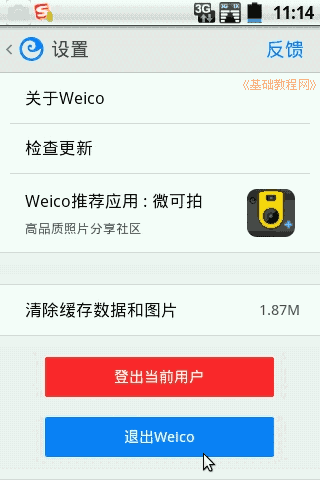 3G
3G
11:14
设置
反馈
《基础教程网》
关于Weico
检查更新
Weico推荐应用 : 微可拍
高品质照片分享社区
清除缓存数据和图片
1.87M
登出当前用户
退出Weico